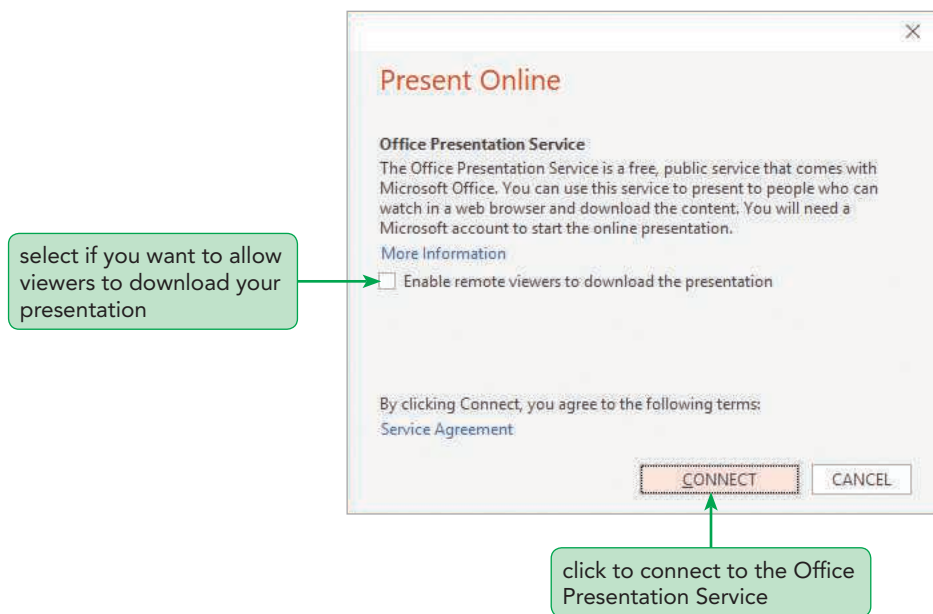 Present Online
Office Presentation Service
The Office Presentation Service is a free, public service that comes with
Microsoft Office. You can use this service to present to people who can
watch in a web browser and download the content. You will need a
Microsoft account to start the online presentation.
More Information
select if you want to allow
viewers to download your
presentation
Enable remote viewers to download the presentation
By clicking Connect, you agree to the following terms:
Service Agreement
CONNECT
CANCEL
click to connect to the Office
Presentation Service